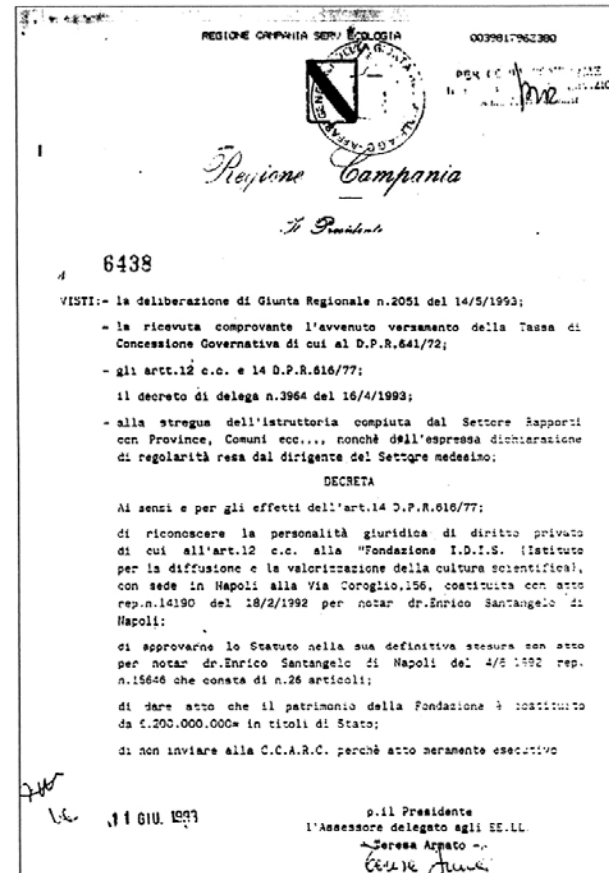 REGIONE CAMPANIA SERV ECOLOGIA 0039817962380
Regione Campania
Il Presidente
6438
VISTI:- la deliberazione di Giunta Regionale n.2051 del 14/5/1993;
- la ricevuta comprovante l'avvenuto versamento della Tassa di
Concessione Governativa di cui al D.P.R.641/72;
- gli artt.12 c.c. e 14 D.P.R.616/77;
il decreto di delega n.3964 del 16/4/1993;
- alla stregua dell'istruttoria compiuta dal Settore Rapporti
con Province, Comuni ecc..., nonchè dell'espressa dichiarazione
di regolarità resa dal dirigente del Settore medesimo;
DECRETA
Ai sensi e per gli effetti dell'art.14 D.P.R.616/77;
di riconoscere la personalità giuridica di diritto privato
di cui all'art.12 c.c. alla "Fondazione I.D.I.S. (Istituto
per la diffusione e la valorizzazione della cultura scientifica),
con sede in Napoli alla Via Coroglio,156, costituita con atto
rep.n.14190 del 18/2/1992 per notar dr.Enrico Santangelo di
Napoli;
di approvarne lo Statuto nella sua definitiva stesura con atto
per notar dr.Enrico Santangelo di Napoli del 4/8 1992 rep.
n.15646 che consta di n.26 articoli;
di dare atto che il patrimonio della Fondazione è costituito
da £.200.000.000= in titoli di Stato;
di non inviare alla C.C.A.R.C. perchè atto meramente esecutivo
11 GIU. 1993
p.il Presidente
l'Assessore delegato agli EE.LL.
- Teresa Armato -